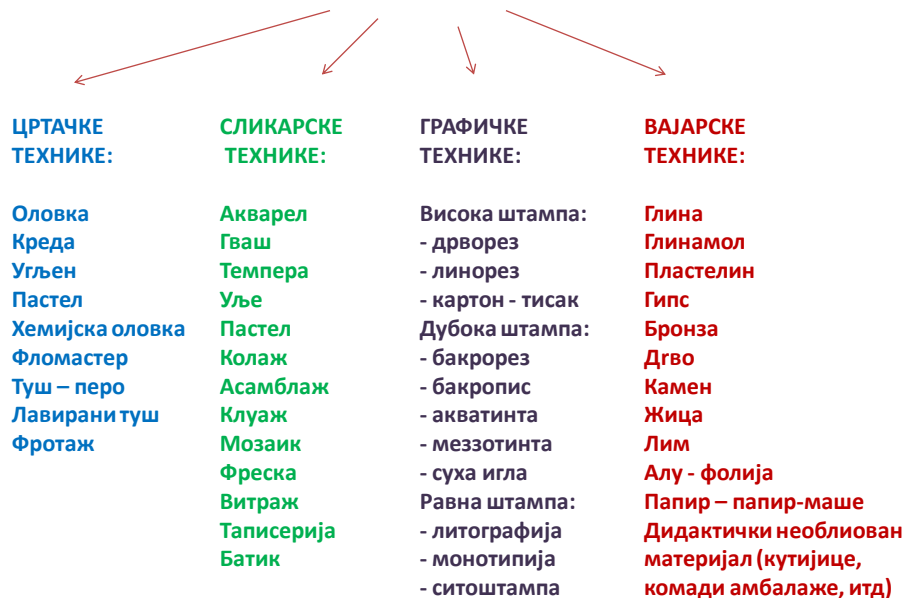 ЦРТАЧКЕ
ТЕХНИКЕ:
Оловка
Креда
Угљен
Пастел
Хемијска оловка
Фломастер
Туш – перо
Лавирани туш
Фротаж
СЛИКАРСКЕ
ТЕХНИКЕ:
Акварел
Гваш
Темпера
Уље
Пастел
Колаж
Асамблаж
Клуаж
Мозаик
Фреска
Витраж
Таписерија
Батик
ГРАФИЧКЕ
ТЕХНИКЕ:
Висока штампа:
- дрворез
- линорез
- картон - тисак
Дубока штампа:
- бакрорез
- бакропис
- акватинта
- меззотинта
- суха игла
Равна штампа:
- литографија
- монотипија
- ситоштампа
ВАЈАРСКЕ
ТЕХНИКЕ:
Глина
Глинамол
Пластелин
Гипс
Бронза
Дrво
Камен
Жица
Лим
Алу - фолија
Папир – папир-маше
Дидактички необлиован
материјал (кутијице,
комади амбалаже, итд)